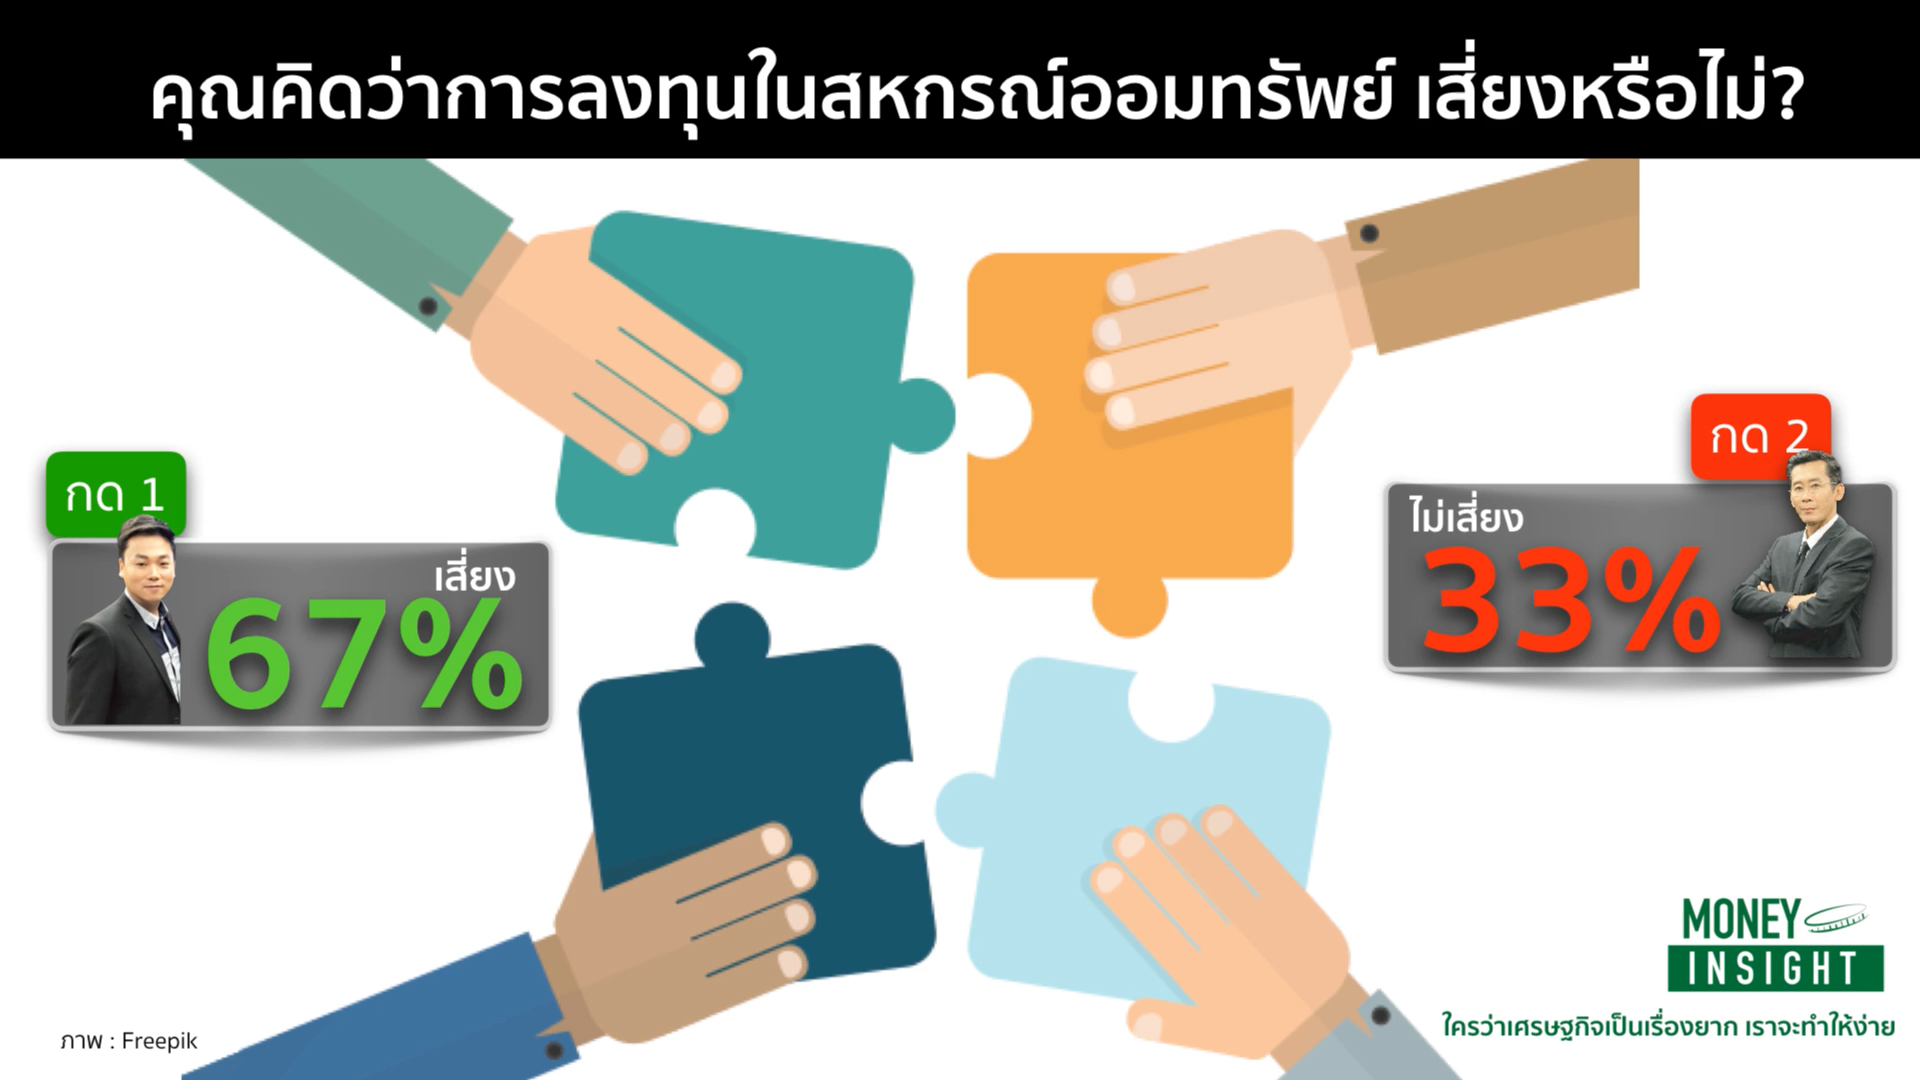 คุณคิดว่าการลงทุนในสหกรณ์ออมทรัพย์ เสี่ยงหรือไม่?
กด 1
เสี่ยง
67%
กด 2
ไม่เสี่ยง
33%
MONEY
INSIGHT
ใครว่าเศรษฐกิจเป็นเรื่องยาก เราจะทำให้ง่าย
ภาพ : Freepik